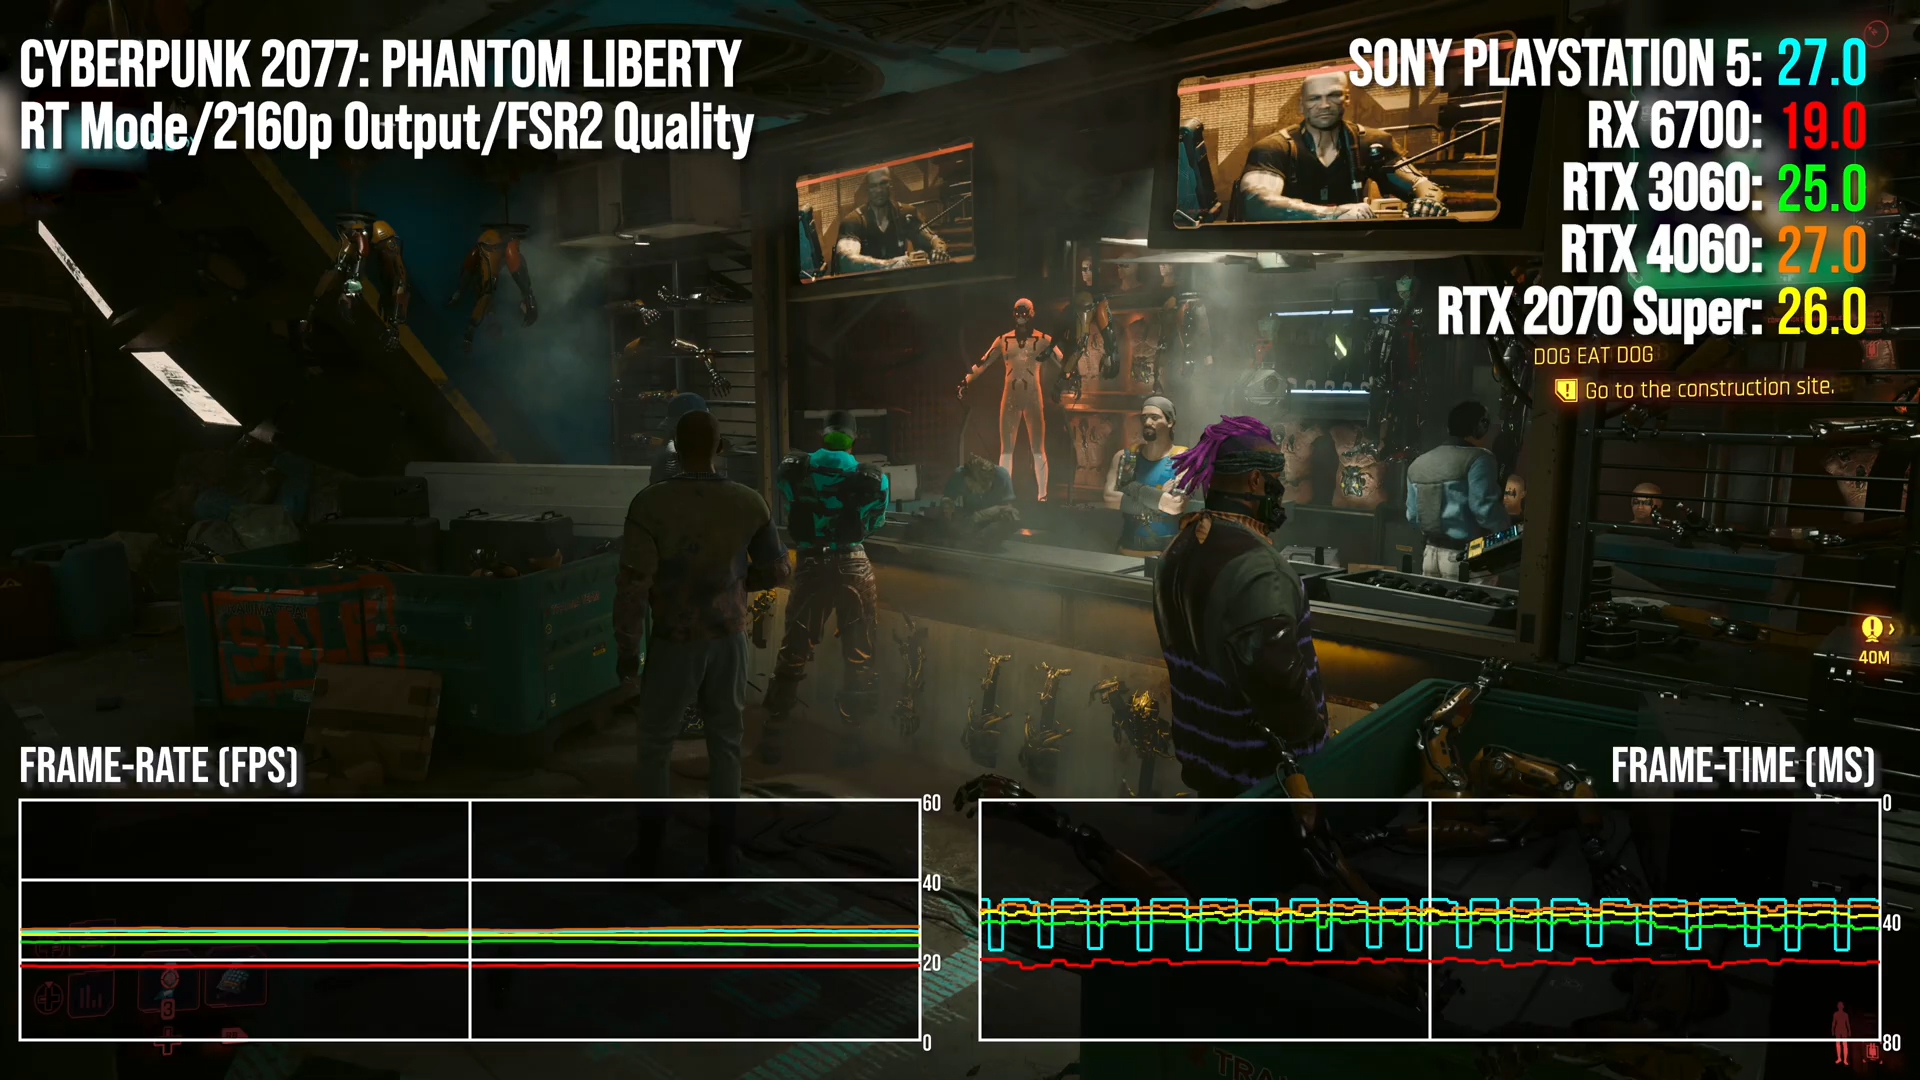 CYBERPUNK 2077: PHANTOM LIBERTY
RT Mode/2160p Output/FSR2 Quality
SONY PLAYSTATION 5: 27.0
RX 6700: 19.0
RTX 3060: 25.0
RTX 4060: 27.0
RTX 2070 Super: 26.0
DOG EAT DOG
Go to the construction site.
SALE
40M
FRAME-RATE (FPS)
60
40
20
0
3
FRAME-TIME (MS)
0
40
80